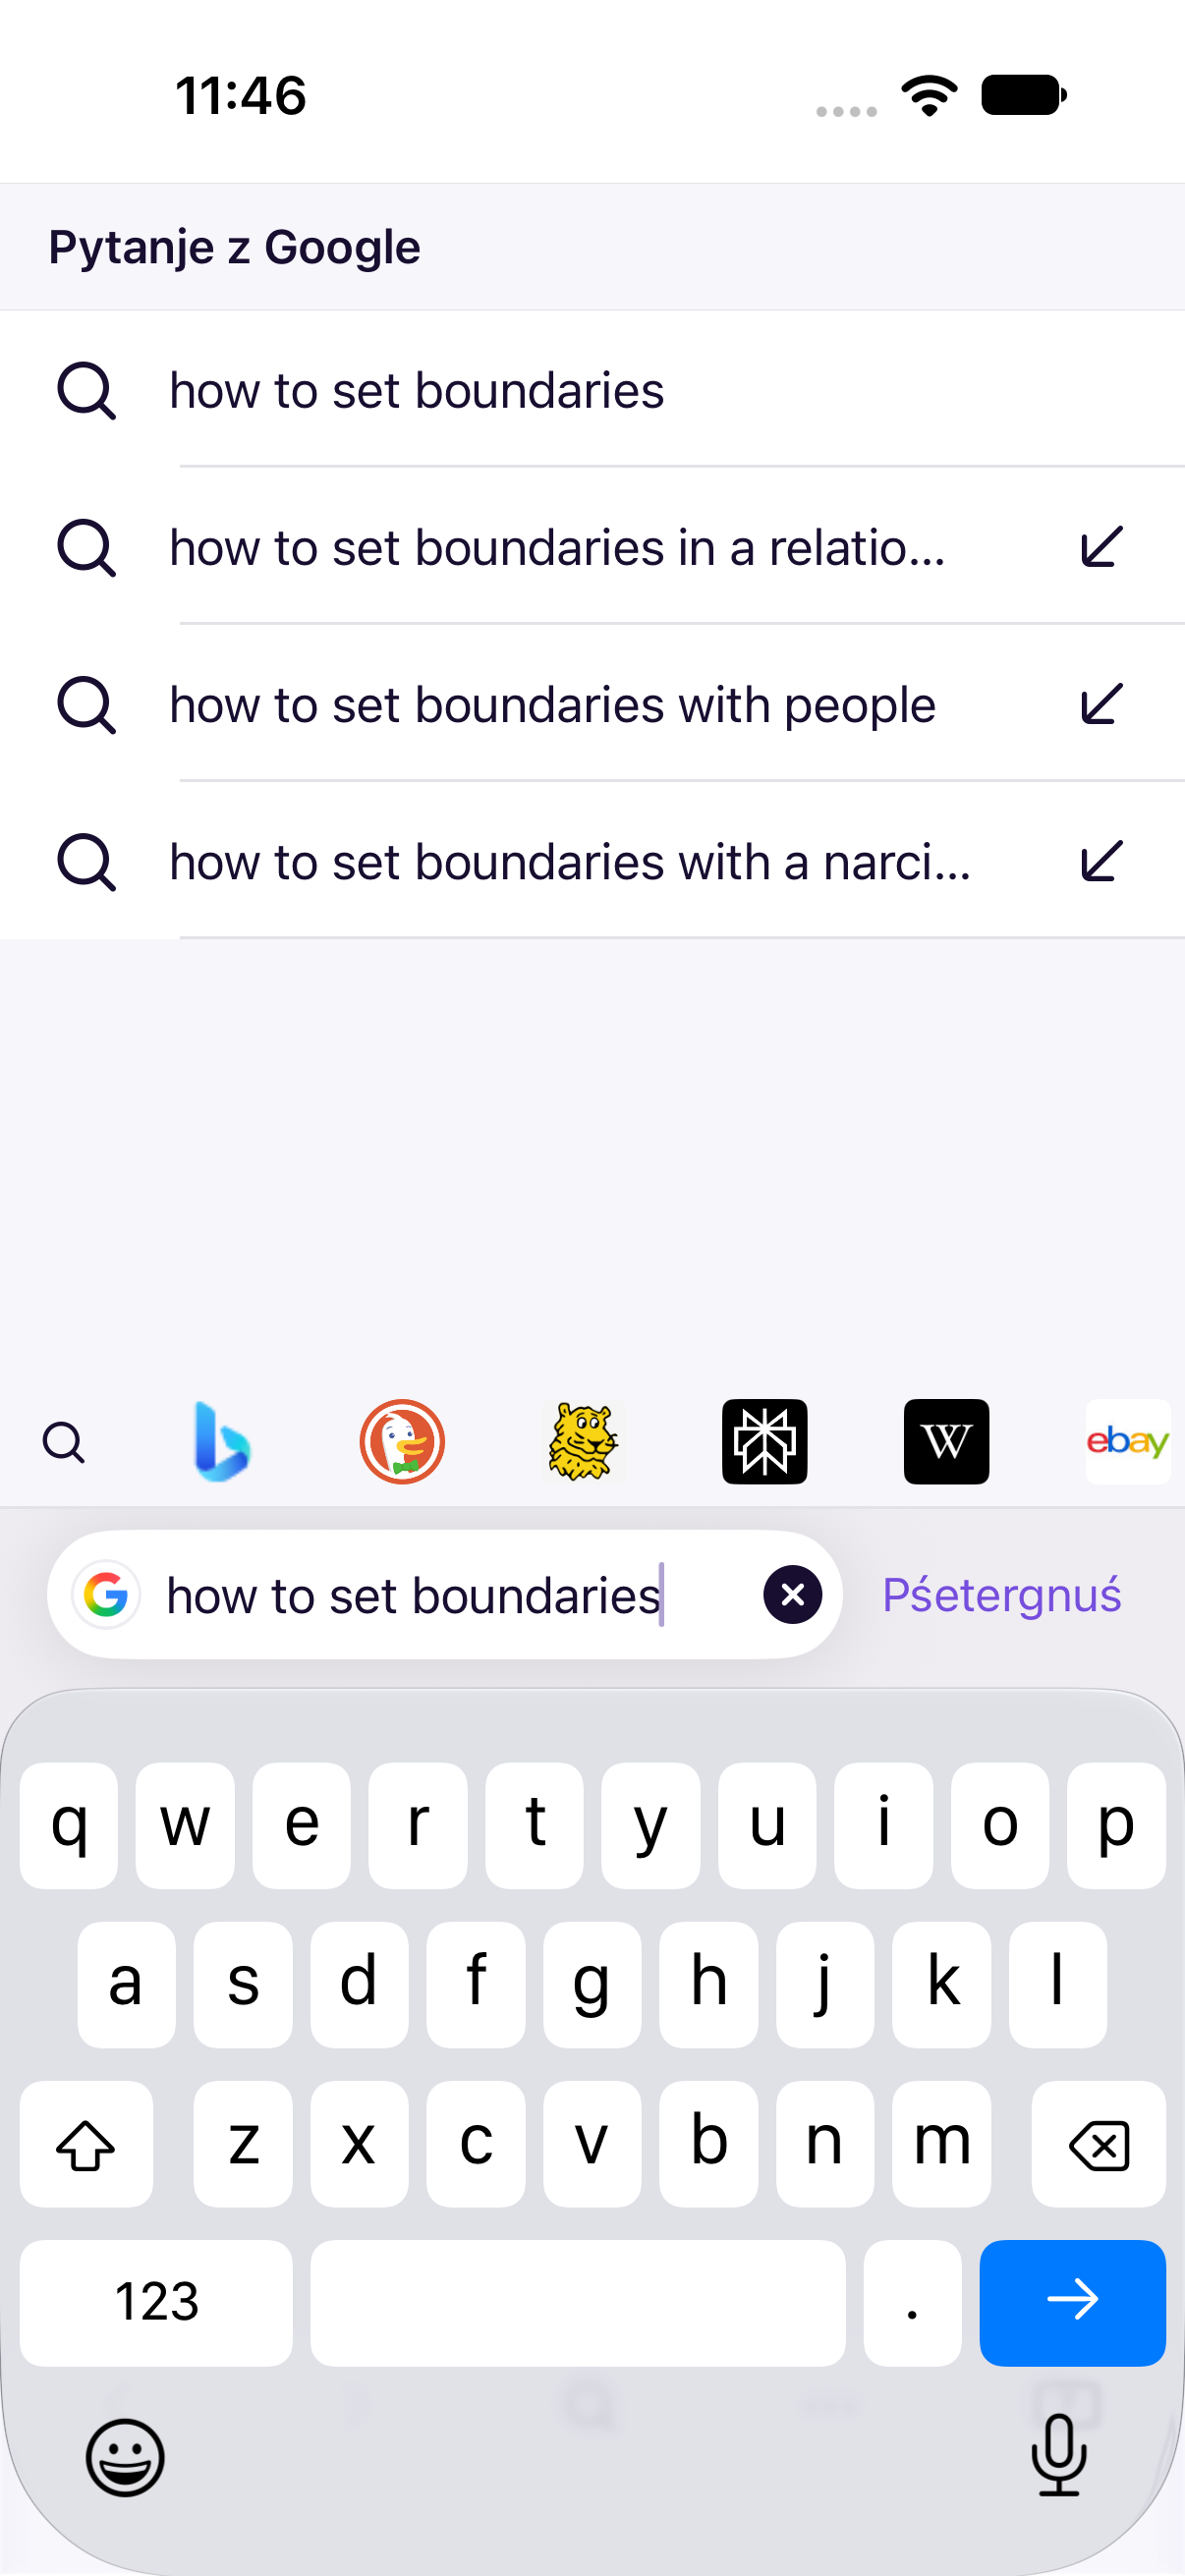 11:46
Pytanje z Google
how to set boundaries
how to set boundaries in a relatio...
how to set boundaries with people
how to set boundaries with a narci...
W
ebay
how to set boundaries
Pśetergnuś
q w e r t y u i o p
a s d f g h j k l
z x c v b n m
123 .